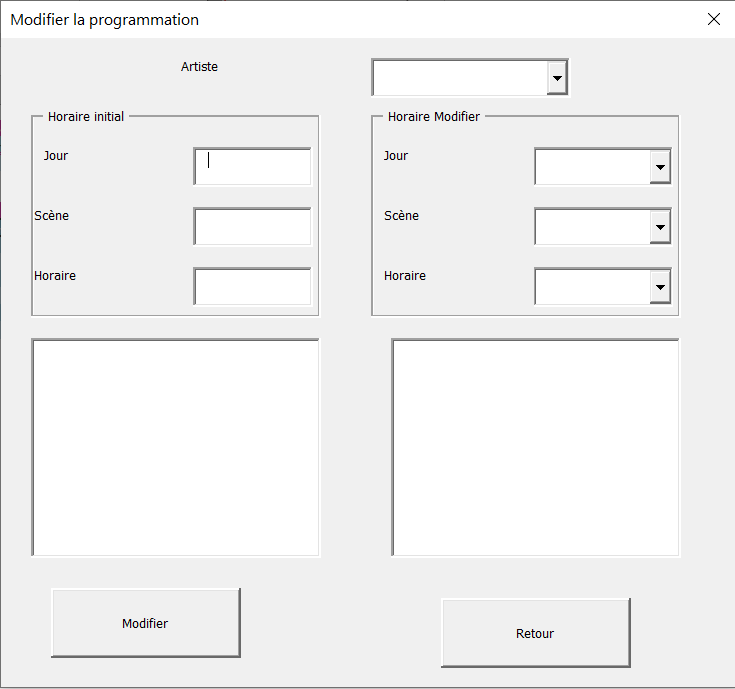 Modifier la programmation
Artiste
Horaire initial
Jour
Scène
Horaire
Horaire Modifier
Jour
Scène
Horaire
Modifier
Retour